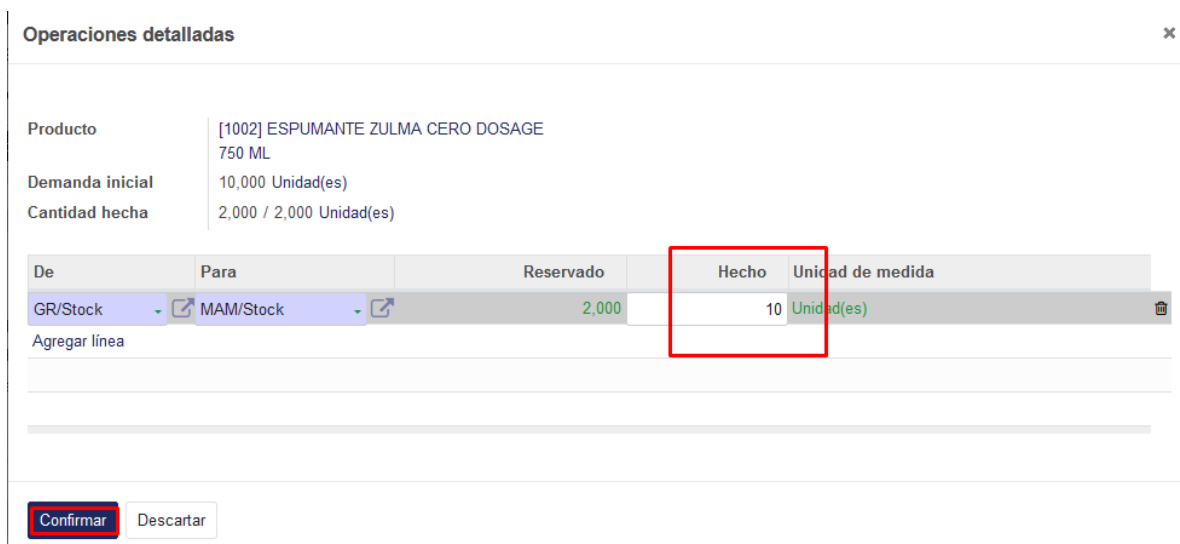 Operaciones detalladas
Producto [1002] ESPUMANTE ZULMA CERO DOSAGE
750 ML
Demanda inicial 10,000 Unidad(es)
Cantidad hecha 2,000 / 2,000 Unidad(es)
De Para Reservado Hecho Unidad de medida
GR/Stock MAM/Stock 2,000 10 Unidad(es)
Agregar línea
Confirmar Descartar